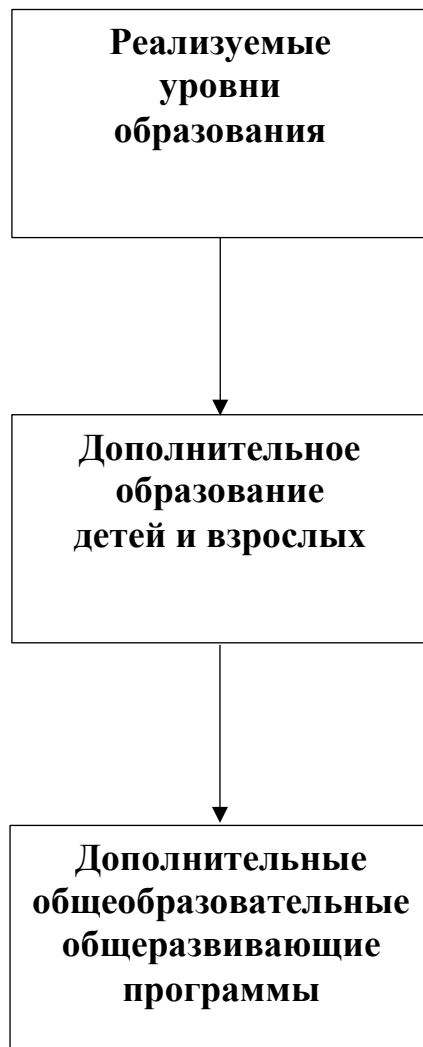 Реализуемые
уровни
образования
Дополнительное
образование
детей и взрослых
Дополнительные
общеобразовательные
общеразвивающие
программы